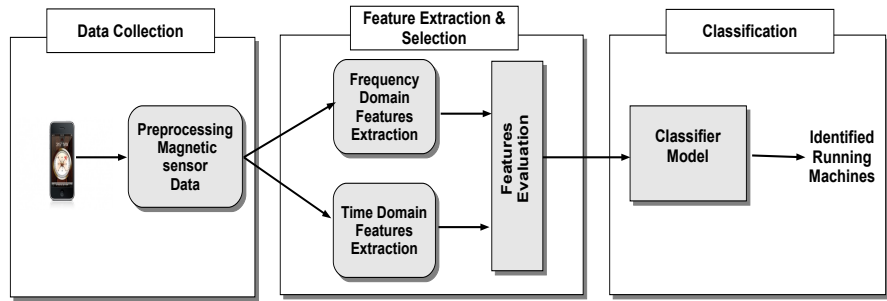 Data Collection
Feature Extraction &
Selection
Classification
Preprocessing
Magnetic
sensor
Data
Frequency
Domain
Features
Extraction
Time Domain
Features
Extraction
Features
Evaluation
Classifier
Model
Identified
Running
Machines